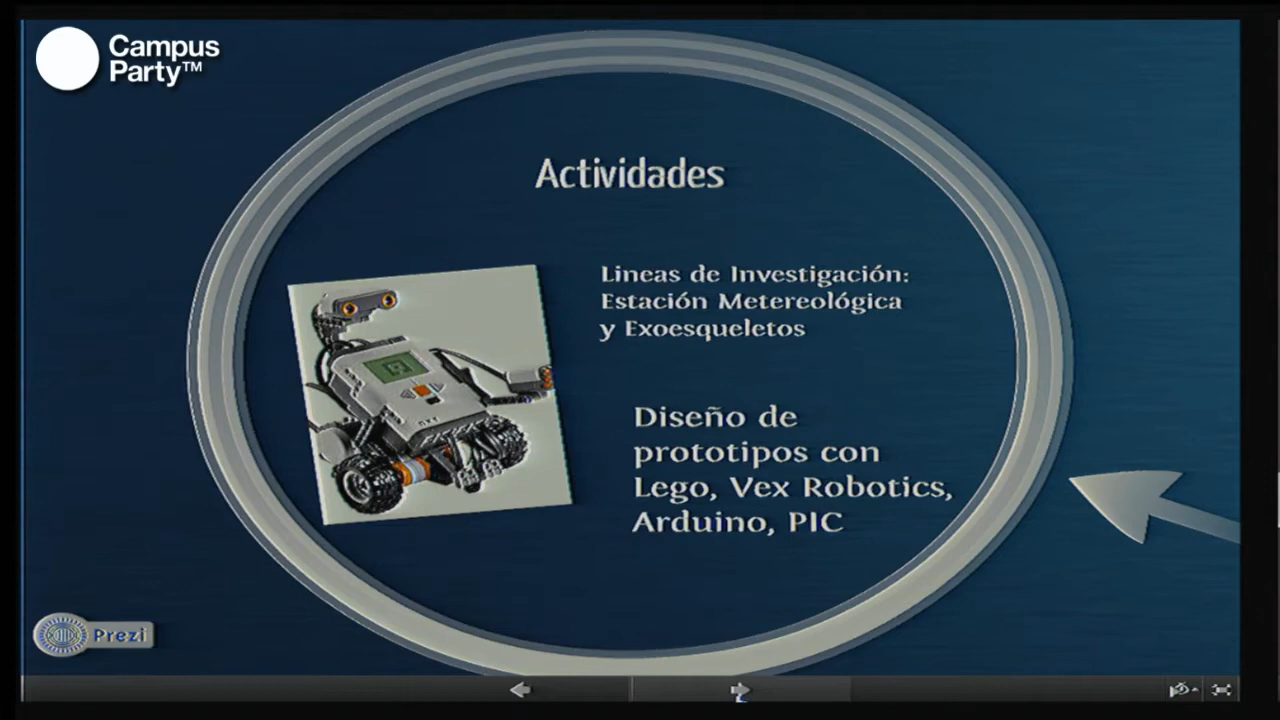 Campus
Party™
Actividades
Lineas de Investigación:
Estación Metereológica
y Exoesqueletos
Diseño de
prototipos con
Lego, Vex Robotics,
Arduino, PIC
Prezi